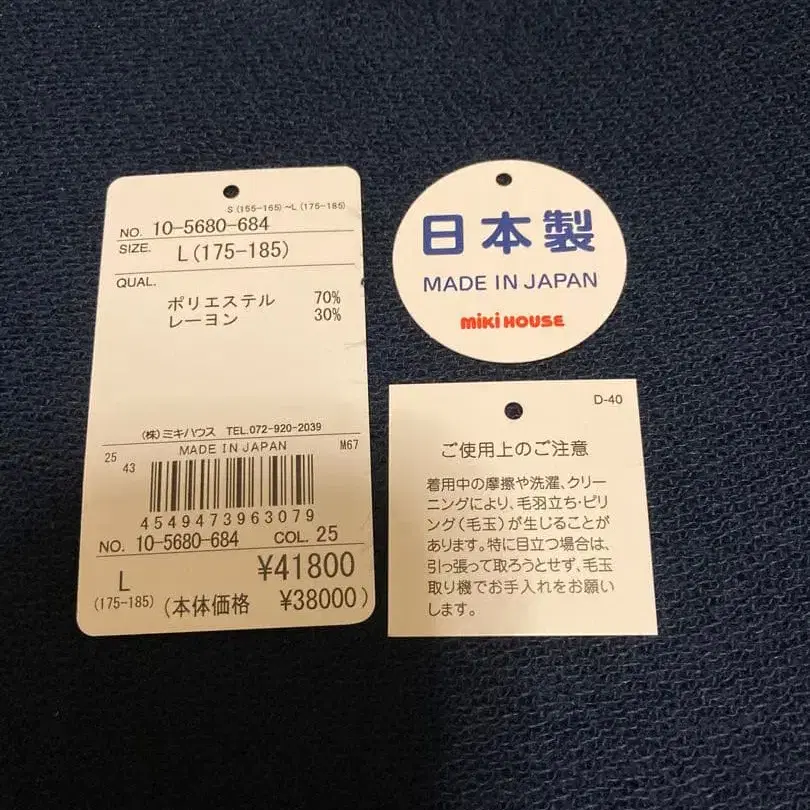 S (155-165) ~L (175-185)
NO. 10-5680-684
SIZE. L(175-185)
QUAL.
ポリエステル 70%
レーヨン 30%
(株)ミキハウス TEL.072-920-2039
MADE IN JAPAN M67
25
43
4549473963079
NO. 10-5680-684 COL. 25
L ¥41800
(175-185) (本体価格 ¥38000)
日本製
MADE IN JAPAN
miKi HOUSE
D-40
ご使用上のご注意
着用中の摩擦や洗濯、クリー
ニングにより、毛羽立ち・ピリ
ング(毛玉)が生じることが
あります。特に目立つ場合は、
引っ張って取ろうとせず、毛玉
取り機でお手入れをお願い
します。